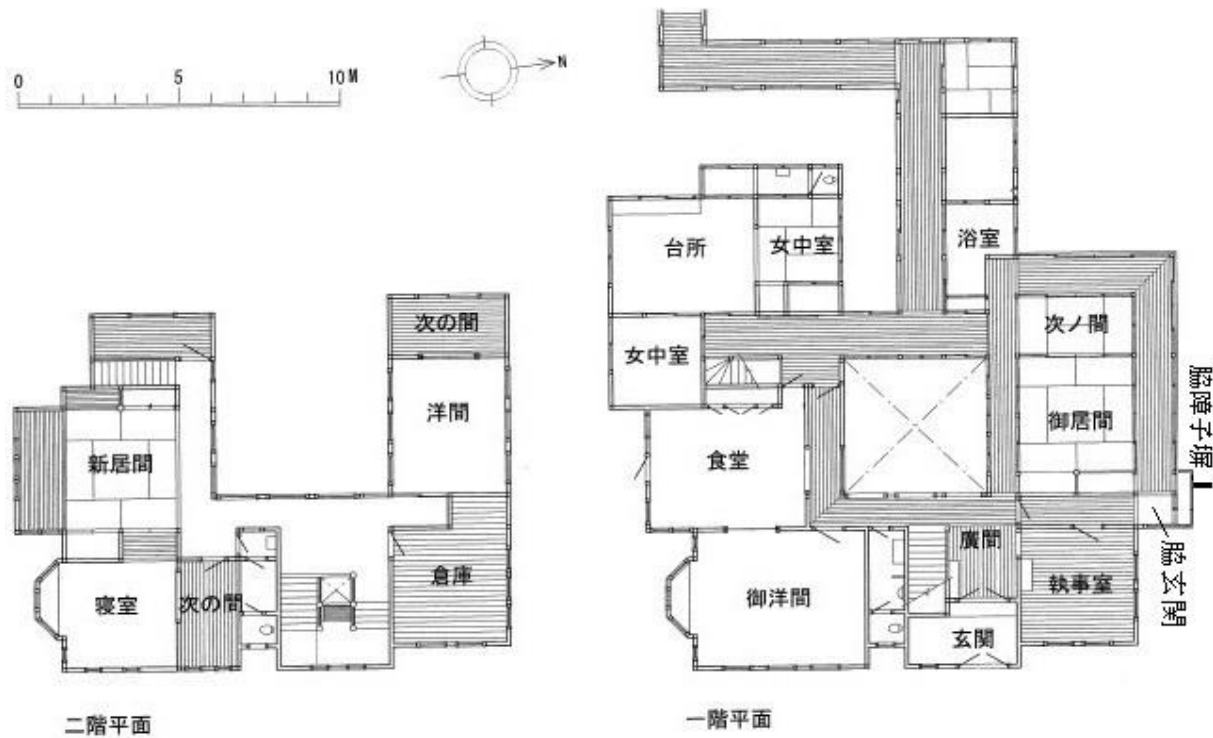 0 5 10 M
N
次の間
洋間
新居間
倉庫
寝室
次の間
二階平面
台所
女中室
浴室
女中室
次ノ間
御居間
食堂
廣間
御洋間
執事室
玄関
脇障子塀
脇玄関
一階平面